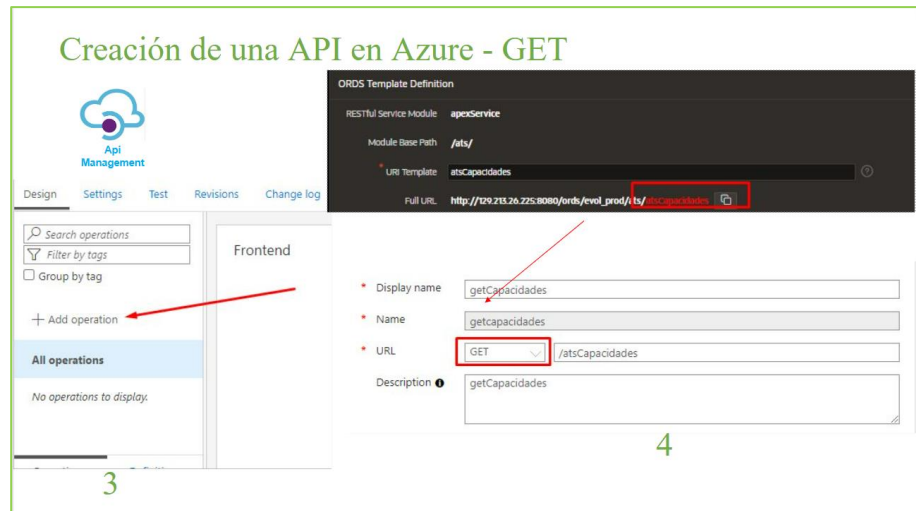 Creación de una API en Azure - GET
Api
Management
ORDS Template Definition
RESTful Service Module apexService
Module Base Path /ats/
* URI Template atsCapacidades
Full URL http://129.213.26.225:8080/ords/evol_prod/ats/atsCapacidades
Design Settings Test Revisions Change log
Search operations
Filter by tags
Group by tag
+ Add operation
All operations
No operations to display.
Frontend
* Display name getCapacidades
* Name getcapacidades
* URL GET /atsCapacidades
Description getCapacidades
3
4